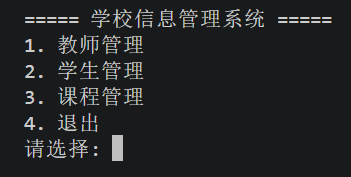 ===== 学校信息管理系统 =====
1. 教师管理
2. 学生管理
3. 课程管理
4. 退出
请选择: